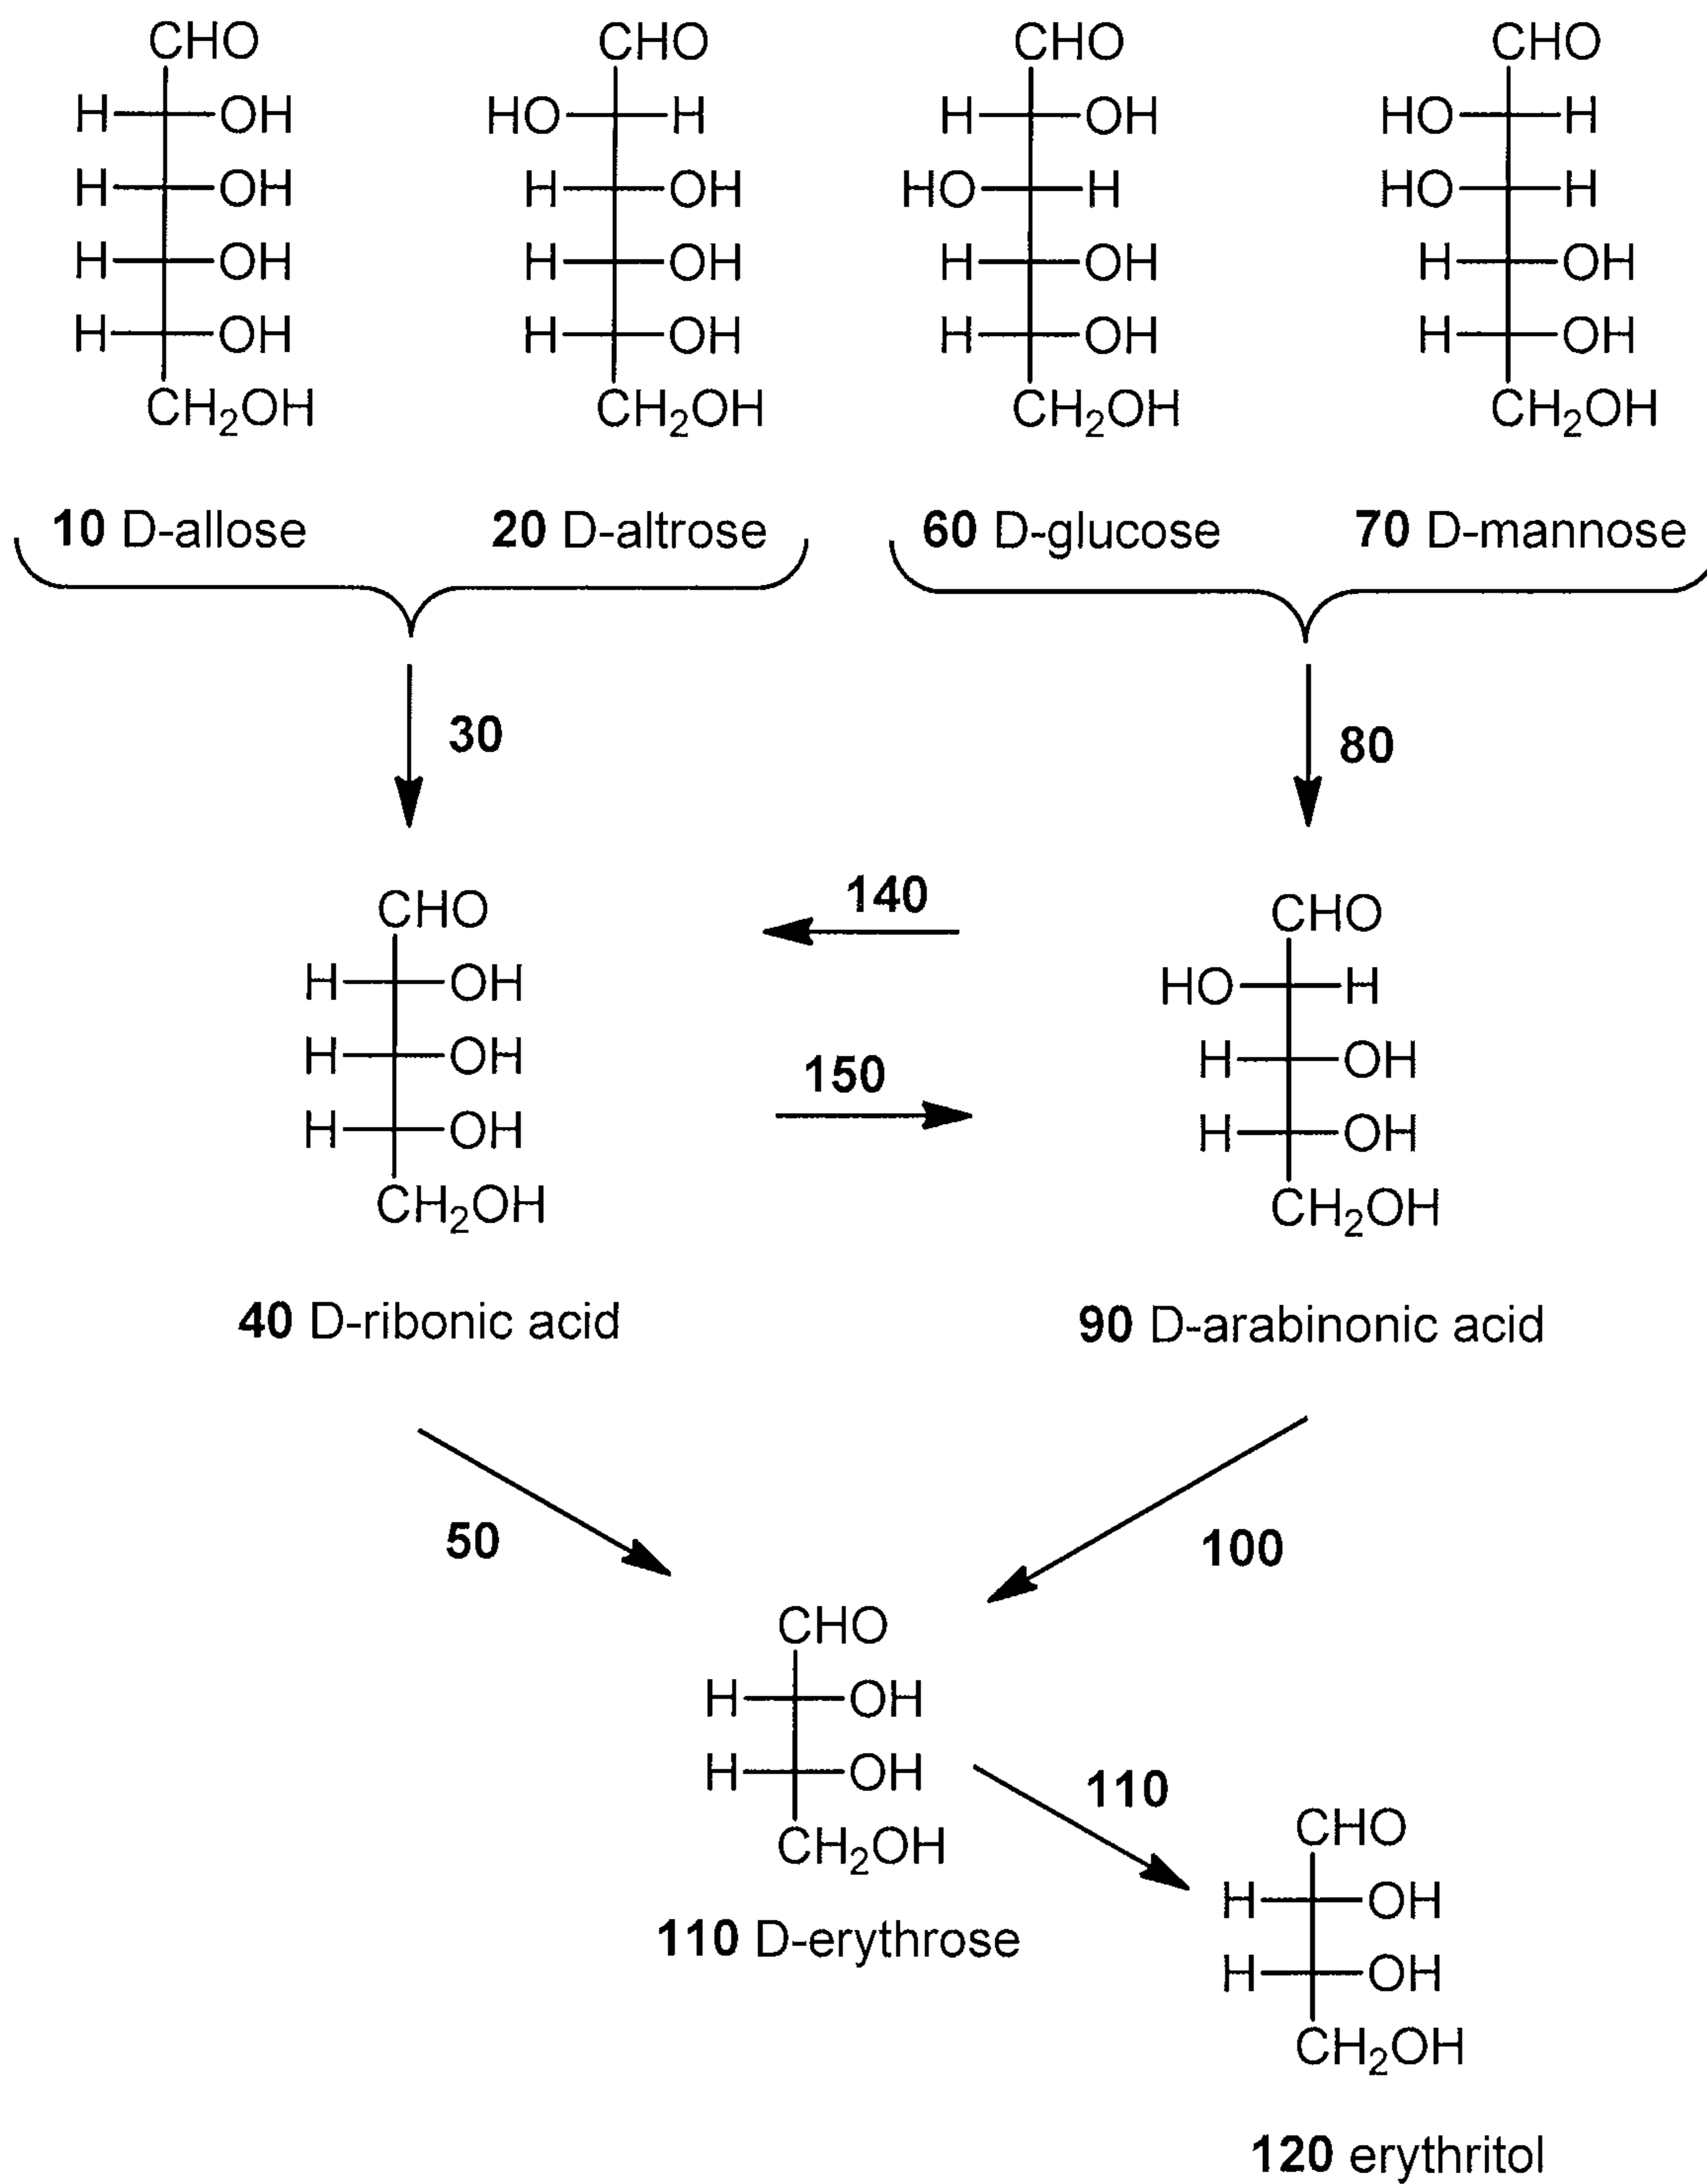 CHO CHO CHO CHO
H OH HO H H OH HO H
H OH H OH HO H HO H
H OH H OH H OH H OH
H OH H OH H OH H OH
CH2OH CH2OH CH2OH CH2OH
10 D-allose 20 D-altrose 60 D-glucose 70 D-mannose
30 80
140
CHO CHO
H OH HO H
H OH H OH
150
H OH H OH
CH2OH CH2OH
40 D-ribonic acid 90 D-arabinonic acid
50 100
CHO
H OH
H OH
CH2OH
110 D-erythrose
110
CHO
H OH
H OH
CH2OH
120 erythritol